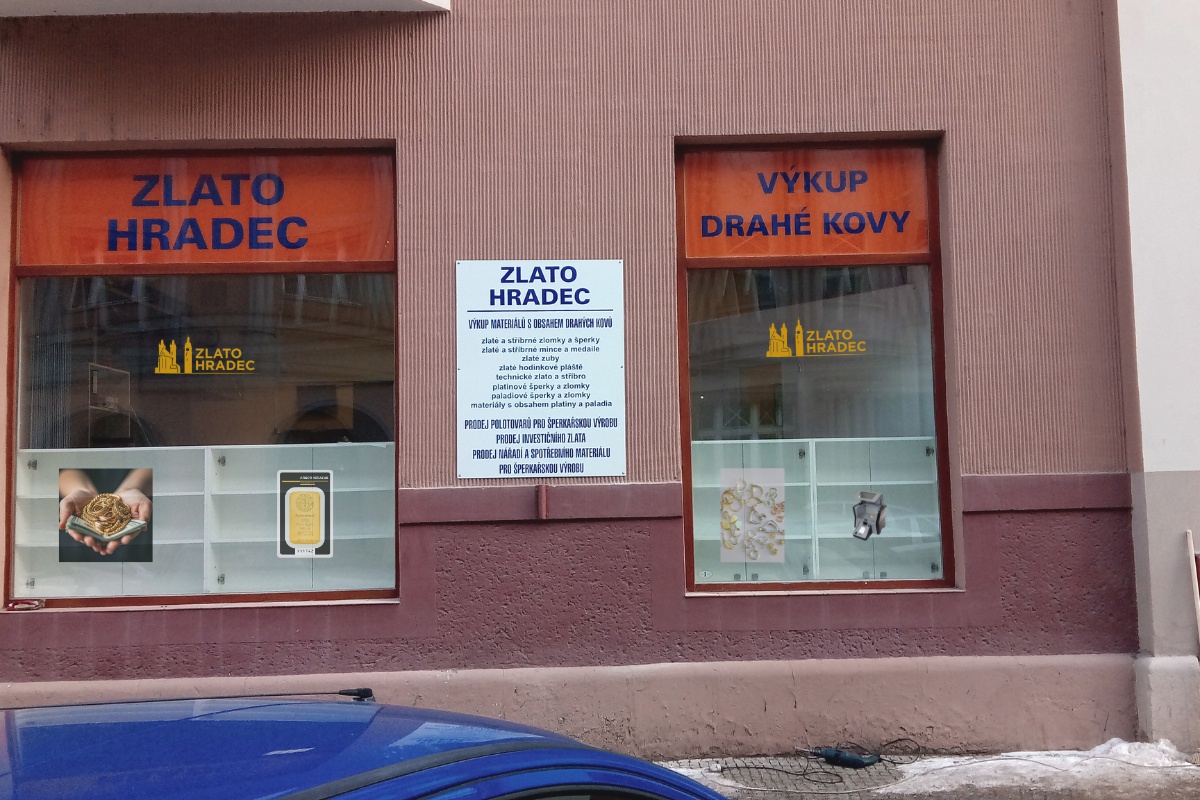 ZLATO
HRADEC
VÝKUP
DRAHÉ KOVY
ZLATO
HRADEC
VÝKUP MATERIÁLŮ S OBSAHEM DRAHÝCH KOVŮ
zlaté a stříbrné zlomky a šperky
zlaté a stříbrné mince a medaile
zlaté zuby
zlaté hodinkové pláště
technické zlato a stříbro
platinové šperky a zlomky
paladiové šperky a zlomky
materiály s obsahem platiny a paladia
PRODEJ POLOTOVARŮ PRO ŠPERKAŘSKOU VÝROBU
PRODEJ INVESTIČNÍHO ZLATA
PRODEJ NÁŘADÍ A SPOTŘEBNÍHO MATERIÁLU
PRO ŠPERKAŘSKOU VÝROBU
ZLATO
HRADEC
ZLATO
HRADEC